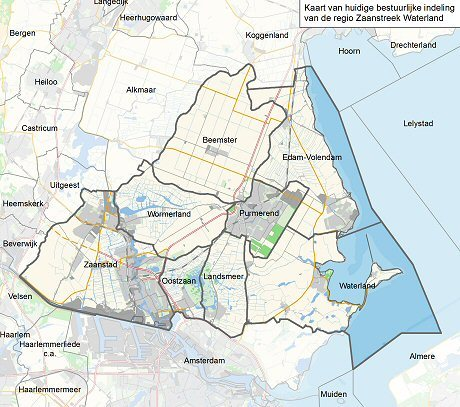 Kaart van huidige bestuurlijke indeling
van de regio Zaanstreek Waterland
Langedijk
Heerhugowaard
Bergen
Koggenland
Hoorn
Drechterland
Heiloo
Alkmaar
Lelystad
Castricum
Beemster
Edam-Volendam
Uitgeest
Heemskerk
Wormerland
Purmerend
Beverwijk
Zaanstad
Oostzaan
Landsmeer
Waterland
Velsen
Haarlem
Haarlemmerliede
c.a.
Amsterdam
Almere
Haarlemmermeer
Muiden